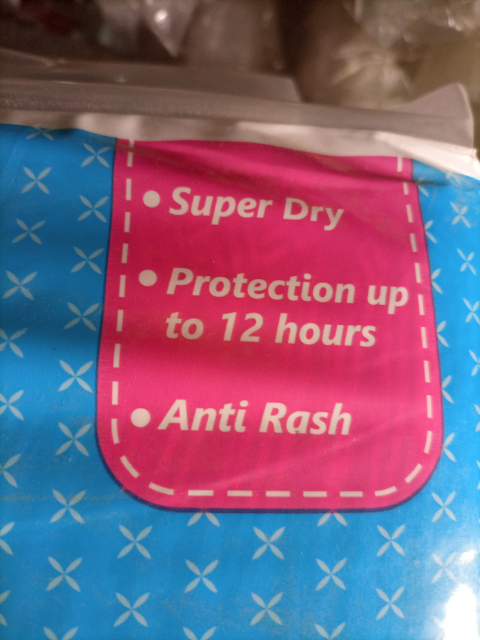 • Super Dry
• Protection up
to 12 hours
• Anti Rash